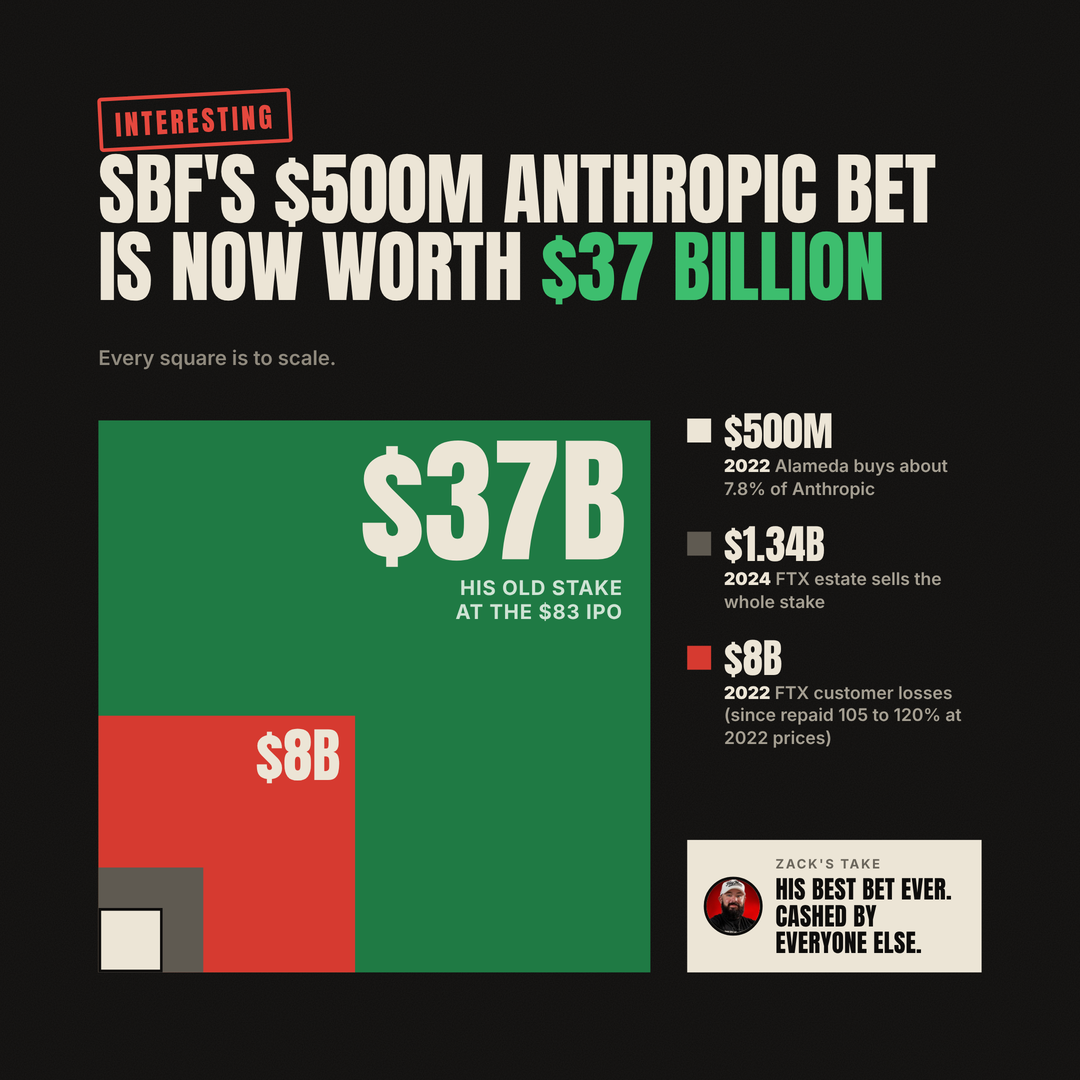 INTERESTING
SBF'S $500M ANTHROPIC BET
IS NOW WORTH $37 BILLION
Every square is to scale.
$37B
HIS OLD STAKE
AT THE $83 IPO
$8B
$500M
2022 Alameda buys about
7.8% of Anthropic
$1.34B
2024 FTX estate sells the
whole stake
$8B
2022 FTX customer losses
(since repaid 105 to 120% at
2022 prices)
ZACK'S TAKE
HIS BEST BET EVER.
CASHED BY
EVERYONE ELSE.